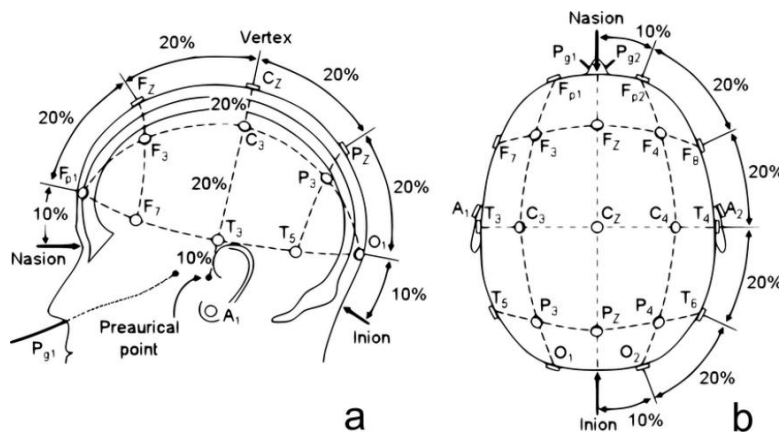 Vertex
20%
20%
F_Z
C_Z
20%
20%
20%
F_p1
F_3
C_3
P_Z
P_3
20%
20%
10%
F_7
T_3
T_5
O_1
Nasion
10%
10%
Preaurical
point
A_1
Inion
P_g1
a
Nasion
10%
P_g1
P_g2
F_p1
F_p2
20%
F_7
F_3
F_Z
F_4
F_8
20%
A_1
T_3
C_3
C_Z
C_4
T_4
A_2
20%
T_5
P_3
P_Z
P_4
T_6
O_1
O_2
20%
10%
Inion
b